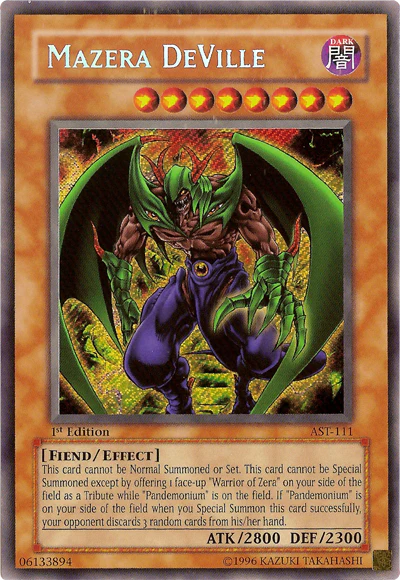 Mazera DeVille
DARK
闇
1st Edition
AST-111
[Fiend/Effect]
This card cannot be Normal Summoned or Set. This card cannot be Special
Summoned except by offering 1 face-up "Warrior of Zera" on your side of the
field as a Tribute while "Pandemonium" is on the field. If "Pandemonium" is
on your side of the field when you Special Summon this card successfully,
your opponent discards 3 random cards from his/her hand.
ATK/2800 DEF/2300
06133894
©1996 KAZUKI TAKAHASHI